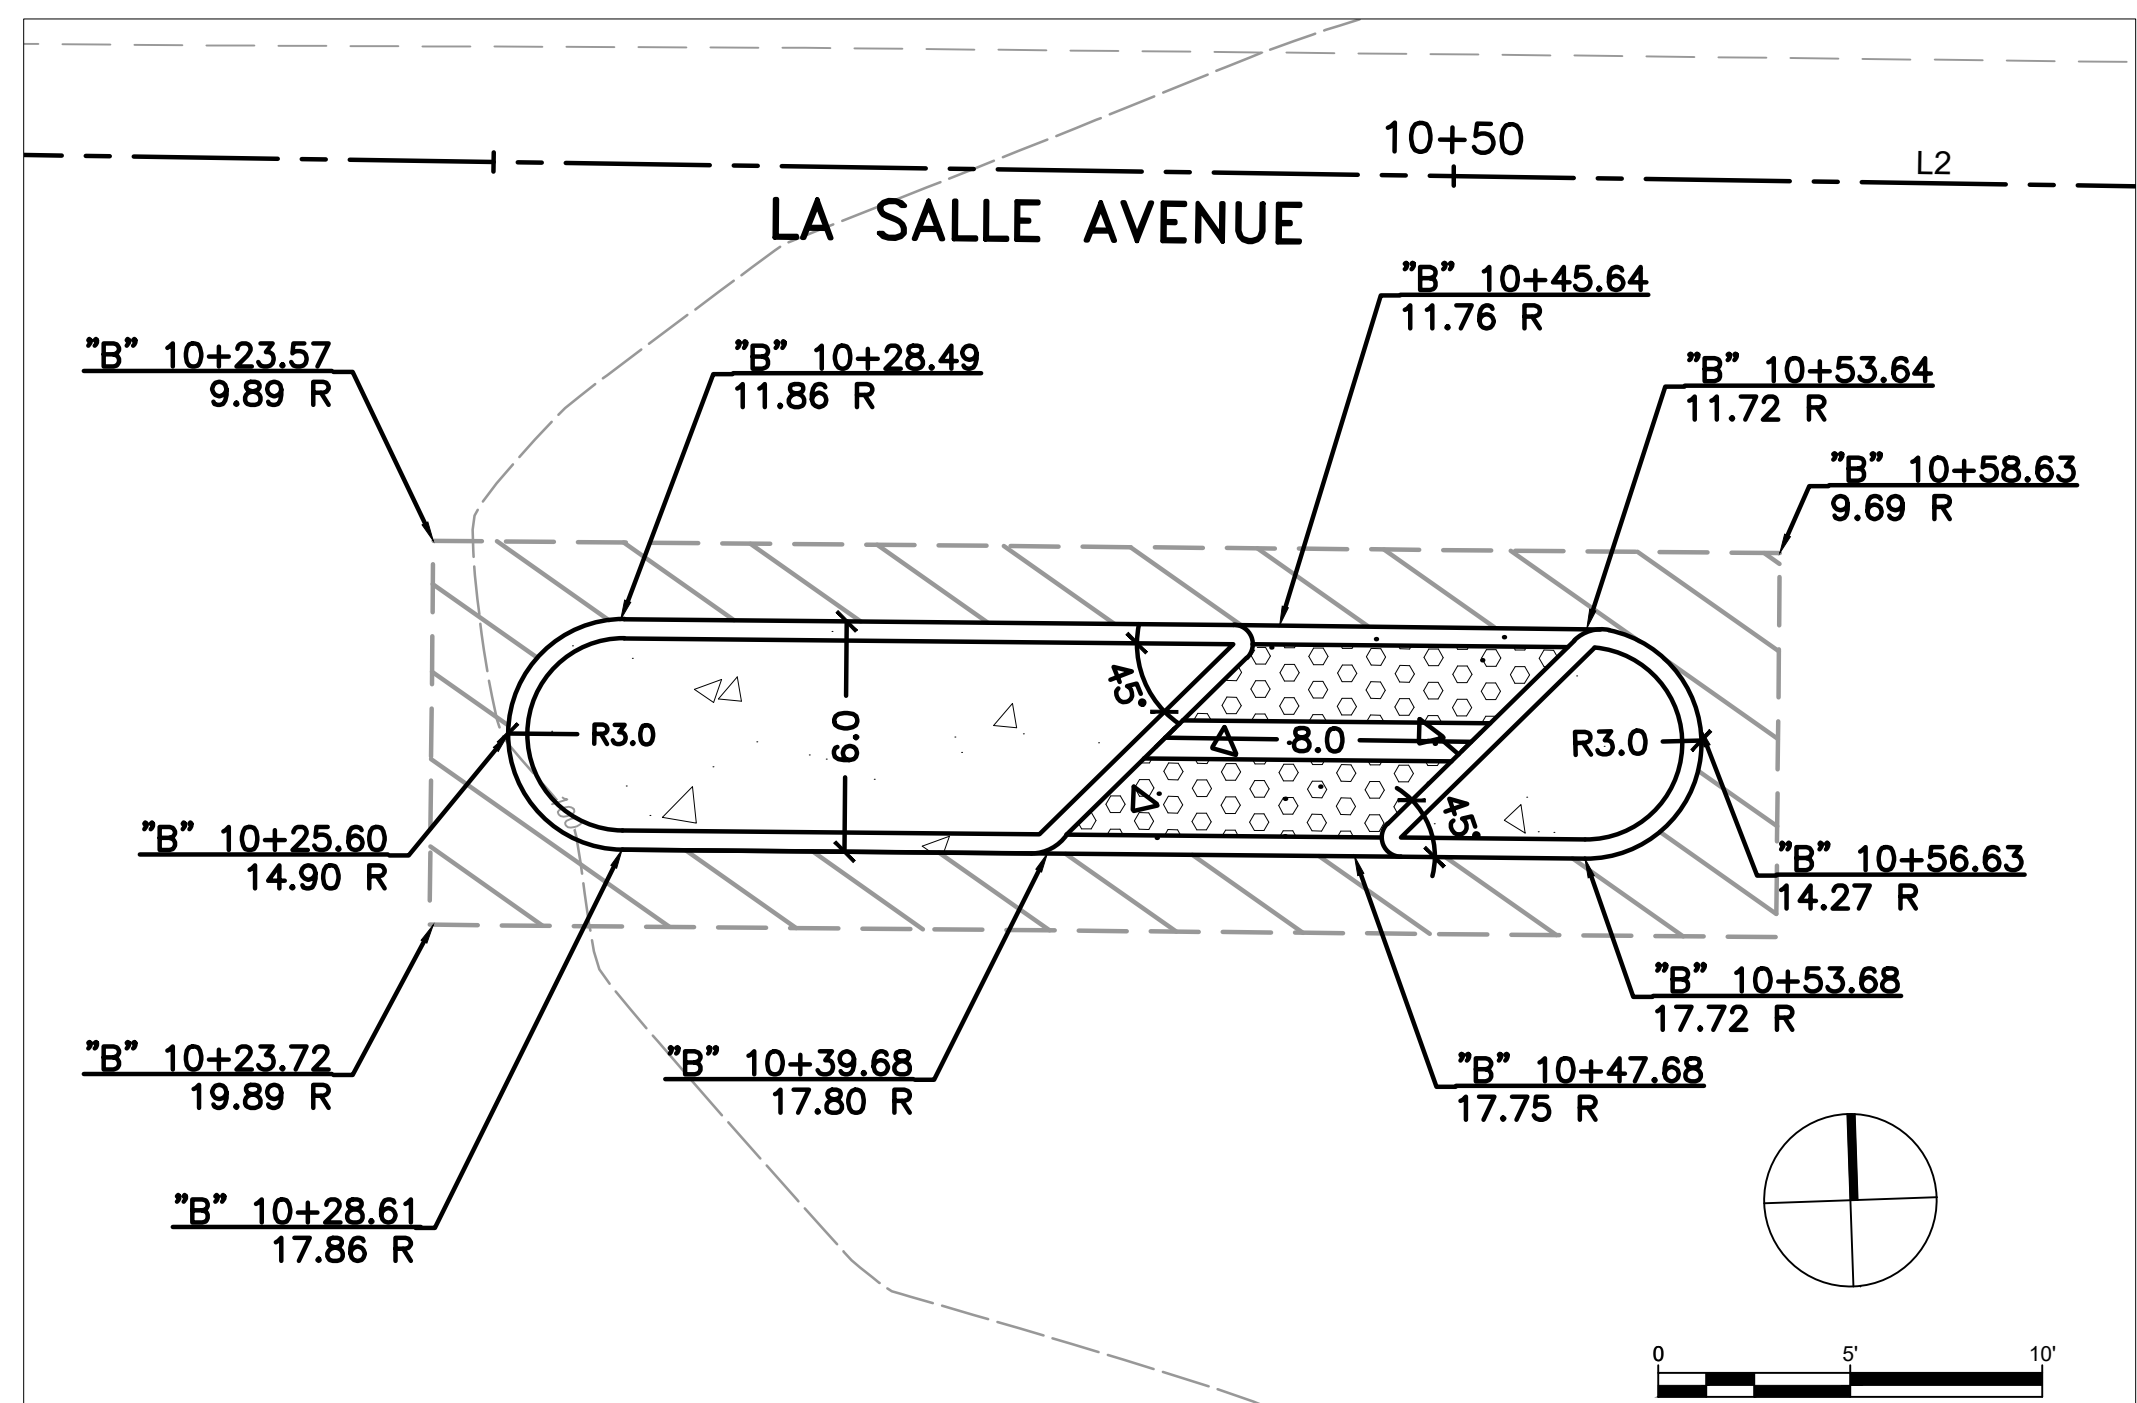 10+50
L2
LA SALLE AVENUE
"B" 10+45.64
11.76 R
"B" 10+23.57
9.89 R
"B" 10+28.49
11.86 R
"B" 10+53.64
11.72 R
"B" 10+58.63
9.69 R
45°
R3.0
6.0
8.0
R3.0
100
45°
"B" 10+25.60
14.90 R
"B" 10+56.63
14.27 R
"B" 10+53.68
17.72 R
"B" 10+23.72
19.89 R
"B" 10+39.68
17.80 R
"B" 10+47.68
17.75 R
"B" 10+28.61
17.86 R
0 5' 10'